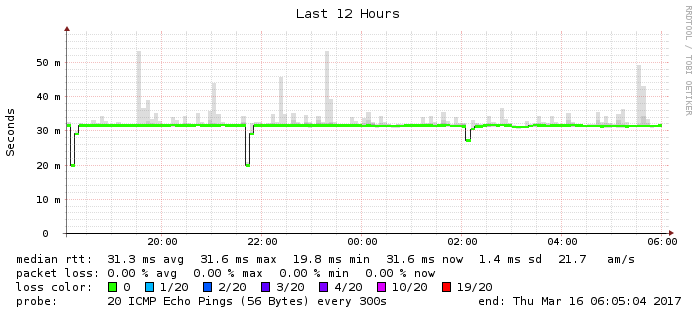 Last 12 Hours
RRDTOOL / TOBI OETIKER
Seconds
50 m
40 m
30 m
20 m
10 m
0
20:00 22:00 00:00 02:00 04:00 06:00
median rtt: 31.3 ms avg 31.6 ms max 19.8 ms min 31.6 ms now 1.4 ms sd 21.7 am/s
packet loss: 0.00 % avg 0.00 % max 0.00 % min 0.00 % now
loss color: 0 1/20 2/20 3/20 4/20 10/20 19/20
probe: 20 ICMP Echo Pings (56 Bytes) every 300s end: Thu Mar 16 06:05:04 2017